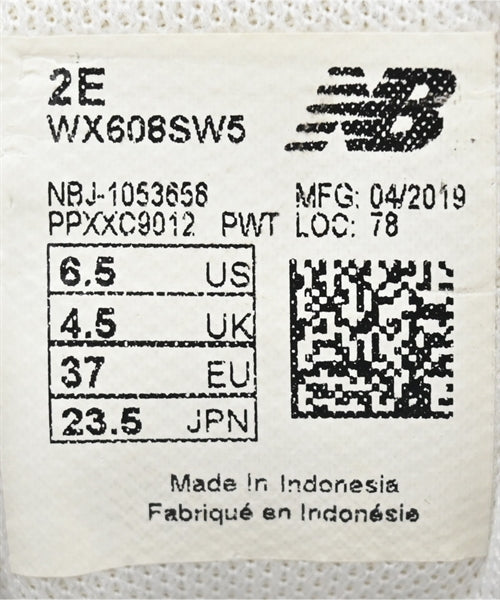 2E
WX608SW5
NB
NBJ-1053658 MFG: 04/2019
PPXXC9012 PWT LOC: 78
6.5 US
4.5 UK
37 EU
23.5 JPN
Made In Indonesia
Fabriqué en Indonésie